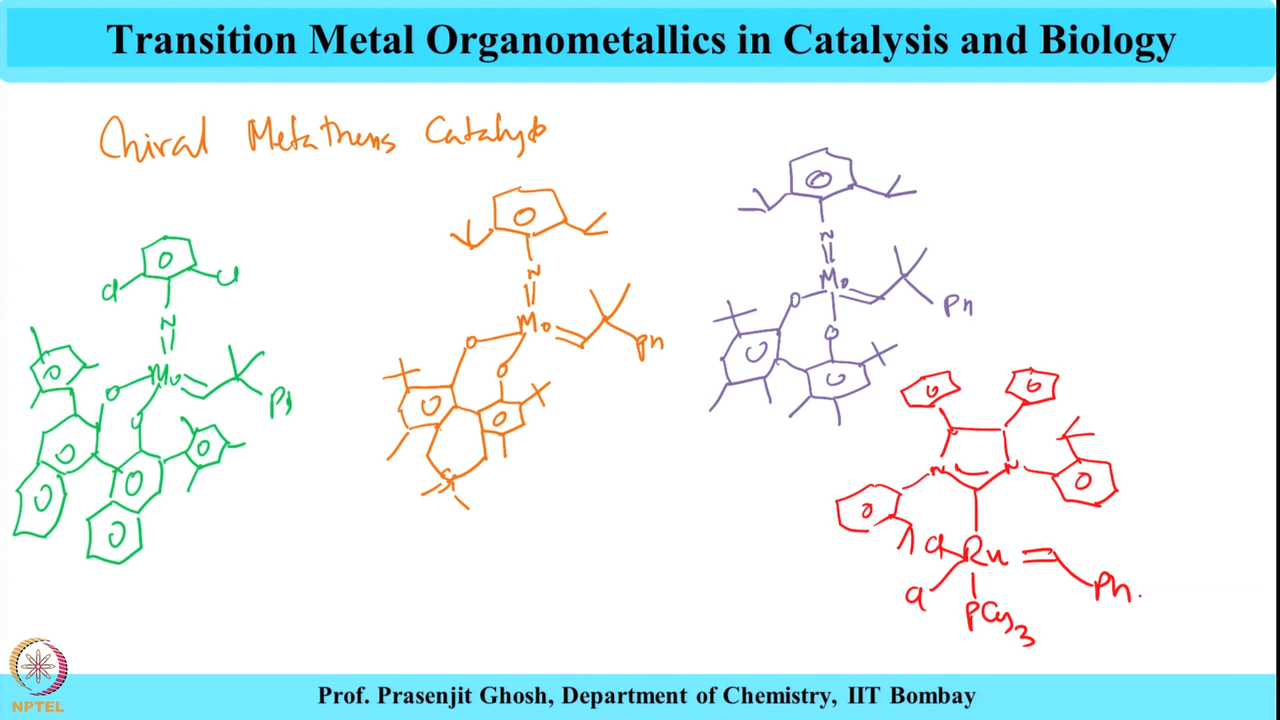 Transition Metal Organometallics in Catalysis and Biology
Chiral Metathesis Catalysts
Cl
Cl
N
Mo
O
O
Ph
N
Mo
O
O
Ph
Si
N
Mo
O
O
Ph
N
N
Cl
Ru
Cl
Ph
PCy3
Prof. Prasenjit Ghosh, Department of Chemistry, IIT Bombay
NPTEL